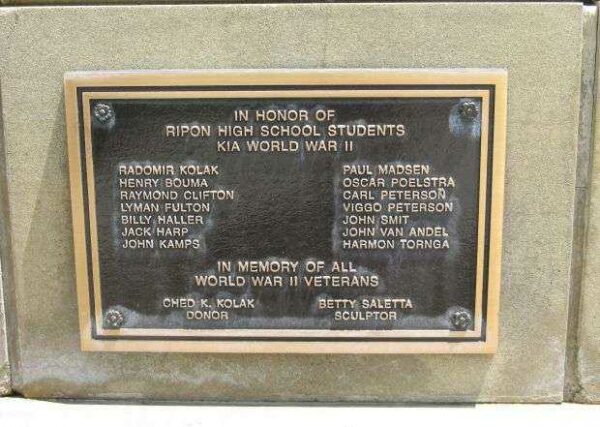 IN HONOR OF
RIPON HIGH SCHOOL STUDENTS
KIA WORLD WAR II
RADOMIR KOLAK
HENRY BOUMA
RAYMOND CLIFTON
LYMAN FULTON
BILLY HALLER
JACK HARP
JOHN KAMPS
PAUL MADSEN
OSCAR POELSTRA
CARL PETERSON
VIGGO PETERSON
JOHN SMIT
JOHN VAN ANDEL
HARMON TORNGA
IN MEMORY OF ALL
WORLD WAR II VETERANS
CHED K. KOLAK
DONOR
BETTY SALETTA
SCULPTOR